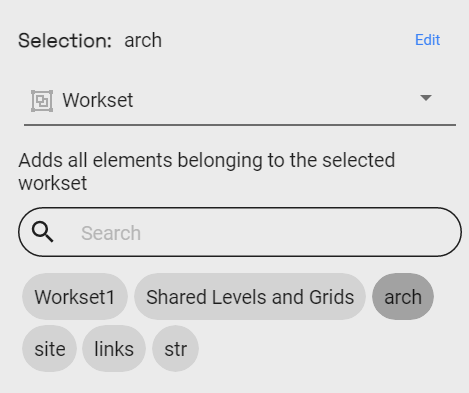 Selection: arch Edit
Workset
Adds all elements belonging to the selected
workset
Search
Workset1 Shared Levels and Grids arch
site links str